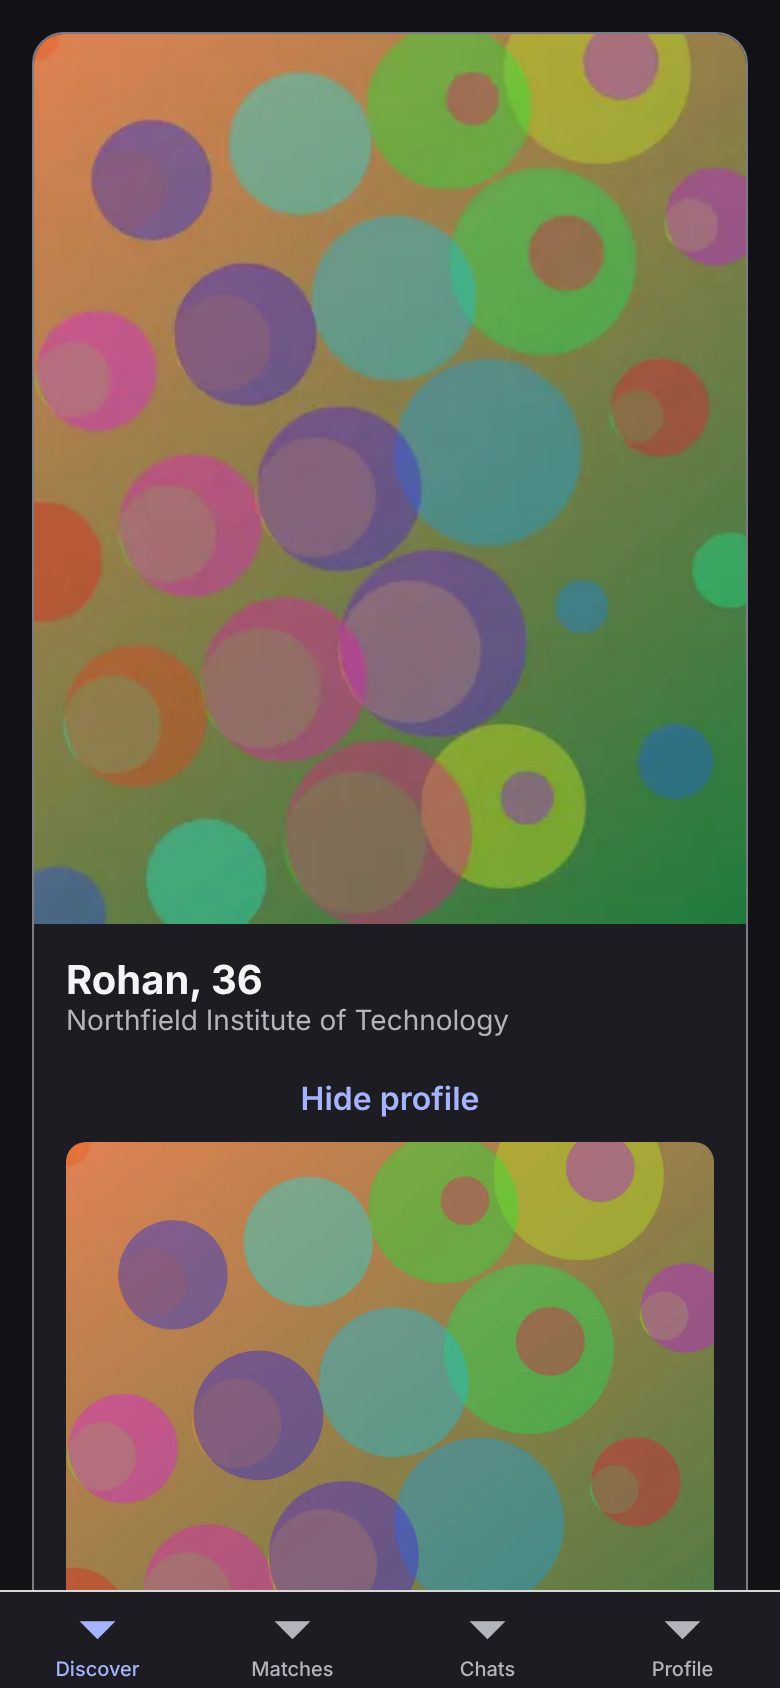 Rohan, 36
Northfield Institute of Technology
Hide profile
Discover
Matches
Chats
Profile